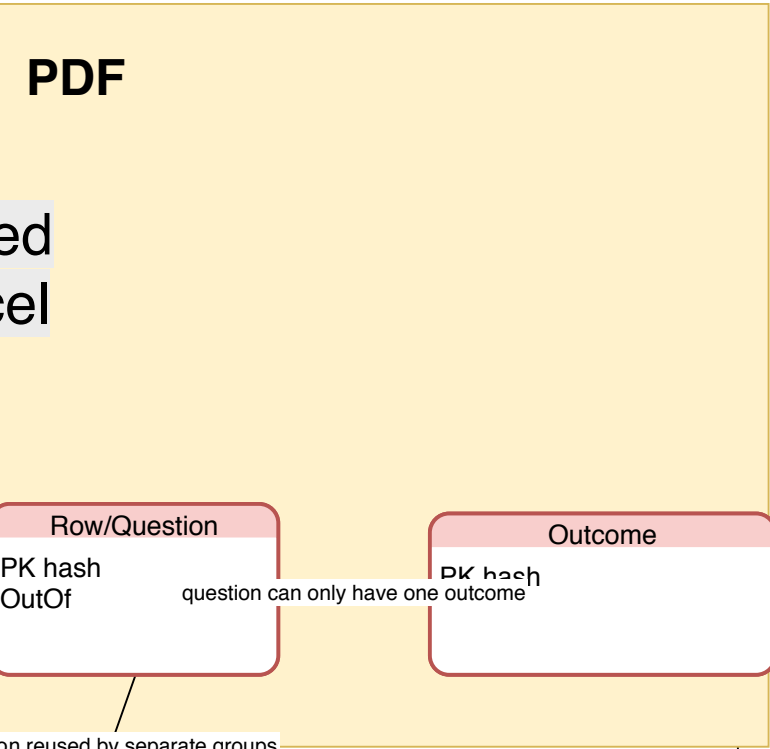 PDF
ed
cel
Row/Question
PK hash
OutOf
Outcome
PK hash
question can only have one outcome
on reused by separate groups